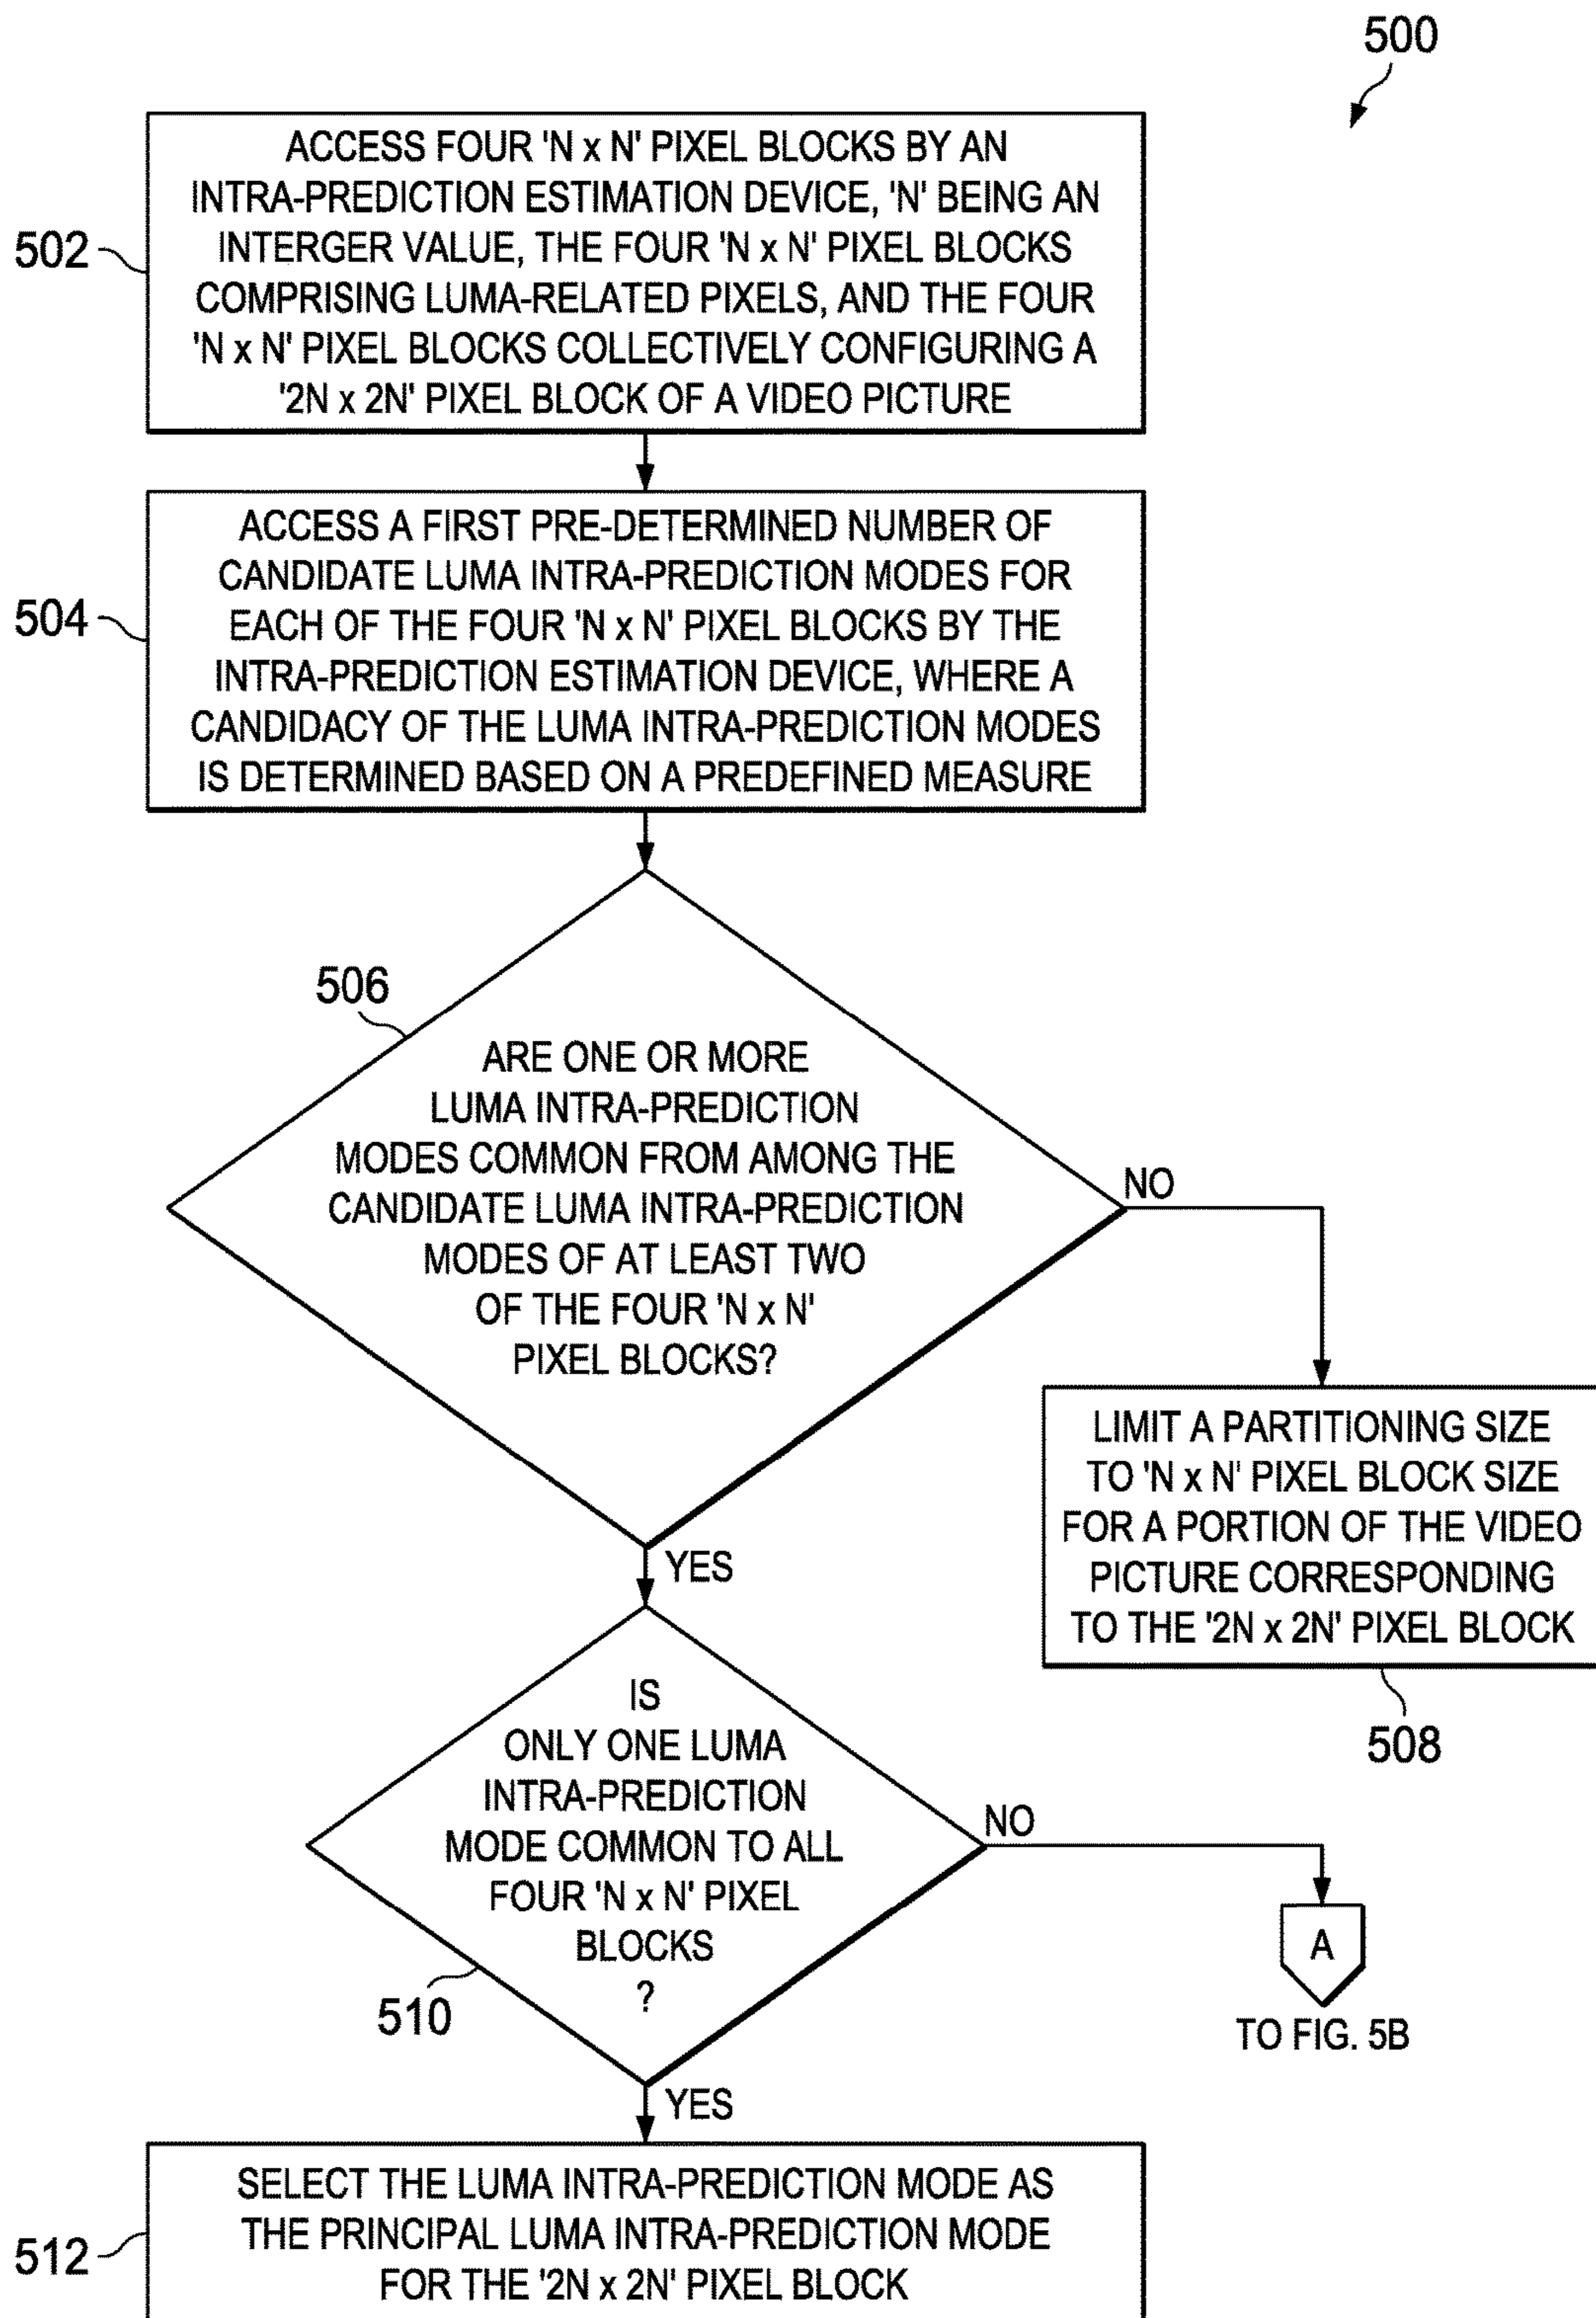 500
ACCESS FOUR 'N x N' PIXEL BLOCKS BY AN
INTRA-PREDICTION ESTIMATION DEVICE, 'N' BEING AN
INTERGER VALUE, THE FOUR 'N x N' PIXEL BLOCKS
COMPRISING LUMA-RELATED PIXELS, AND THE FOUR
'N x N' PIXEL BLOCKS COLLECTIVELY CONFIGURING A
'2N x 2N' PIXEL BLOCK OF A VIDEO PICTURE
502
ACCESS A FIRST PRE-DETERMINED NUMBER OF
CANDIDATE LUMA INTRA-PREDICTION MODES FOR
EACH OF THE FOUR 'N x N' PIXEL BLOCKS BY THE
INTRA-PREDICTION ESTIMATION DEVICE, WHERE A
CANDIDACY OF THE LUMA INTRA-PREDICTION MODES
IS DETERMINED BASED ON A PREDEFINED MEASURE
504
506
ARE ONE OR MORE
LUMA INTRA-PREDICTION
MODES COMMON FROM AMONG THE
CANDIDATE LUMA INTRA-PREDICTION
MODES OF AT LEAST TWO
OF THE FOUR 'N x N'
PIXEL BLOCKS?
NO
YES
LIMIT A PARTITIONING SIZE
TO 'N x N' PIXEL BLOCK SIZE
FOR A PORTION OF THE VIDEO
PICTURE CORRESPONDING
TO THE '2N x 2N' PIXEL BLOCK
508
IS
ONLY ONE LUMA
INTRA-PREDICTION
MODE COMMON TO ALL
FOUR 'N x N' PIXEL
BLOCKS
?
510
NO
A
TO FIG. 5B
YES
SELECT THE LUMA INTRA-PREDICTION MODE AS
THE PRINCIPAL LUMA INTRA-PREDICTION MODE
FOR THE '2N x 2N' PIXEL BLOCK
512